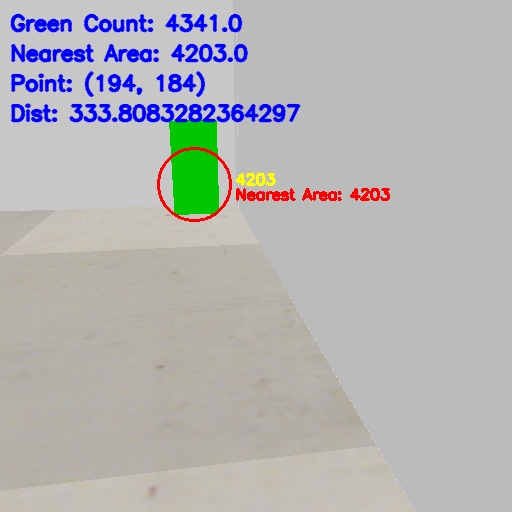 Green Count: 4341.0
Nearest Area: 4203.0
Point: (194, 184)
Dist: 333.8083282364297
4203
Nearest Area: 4203